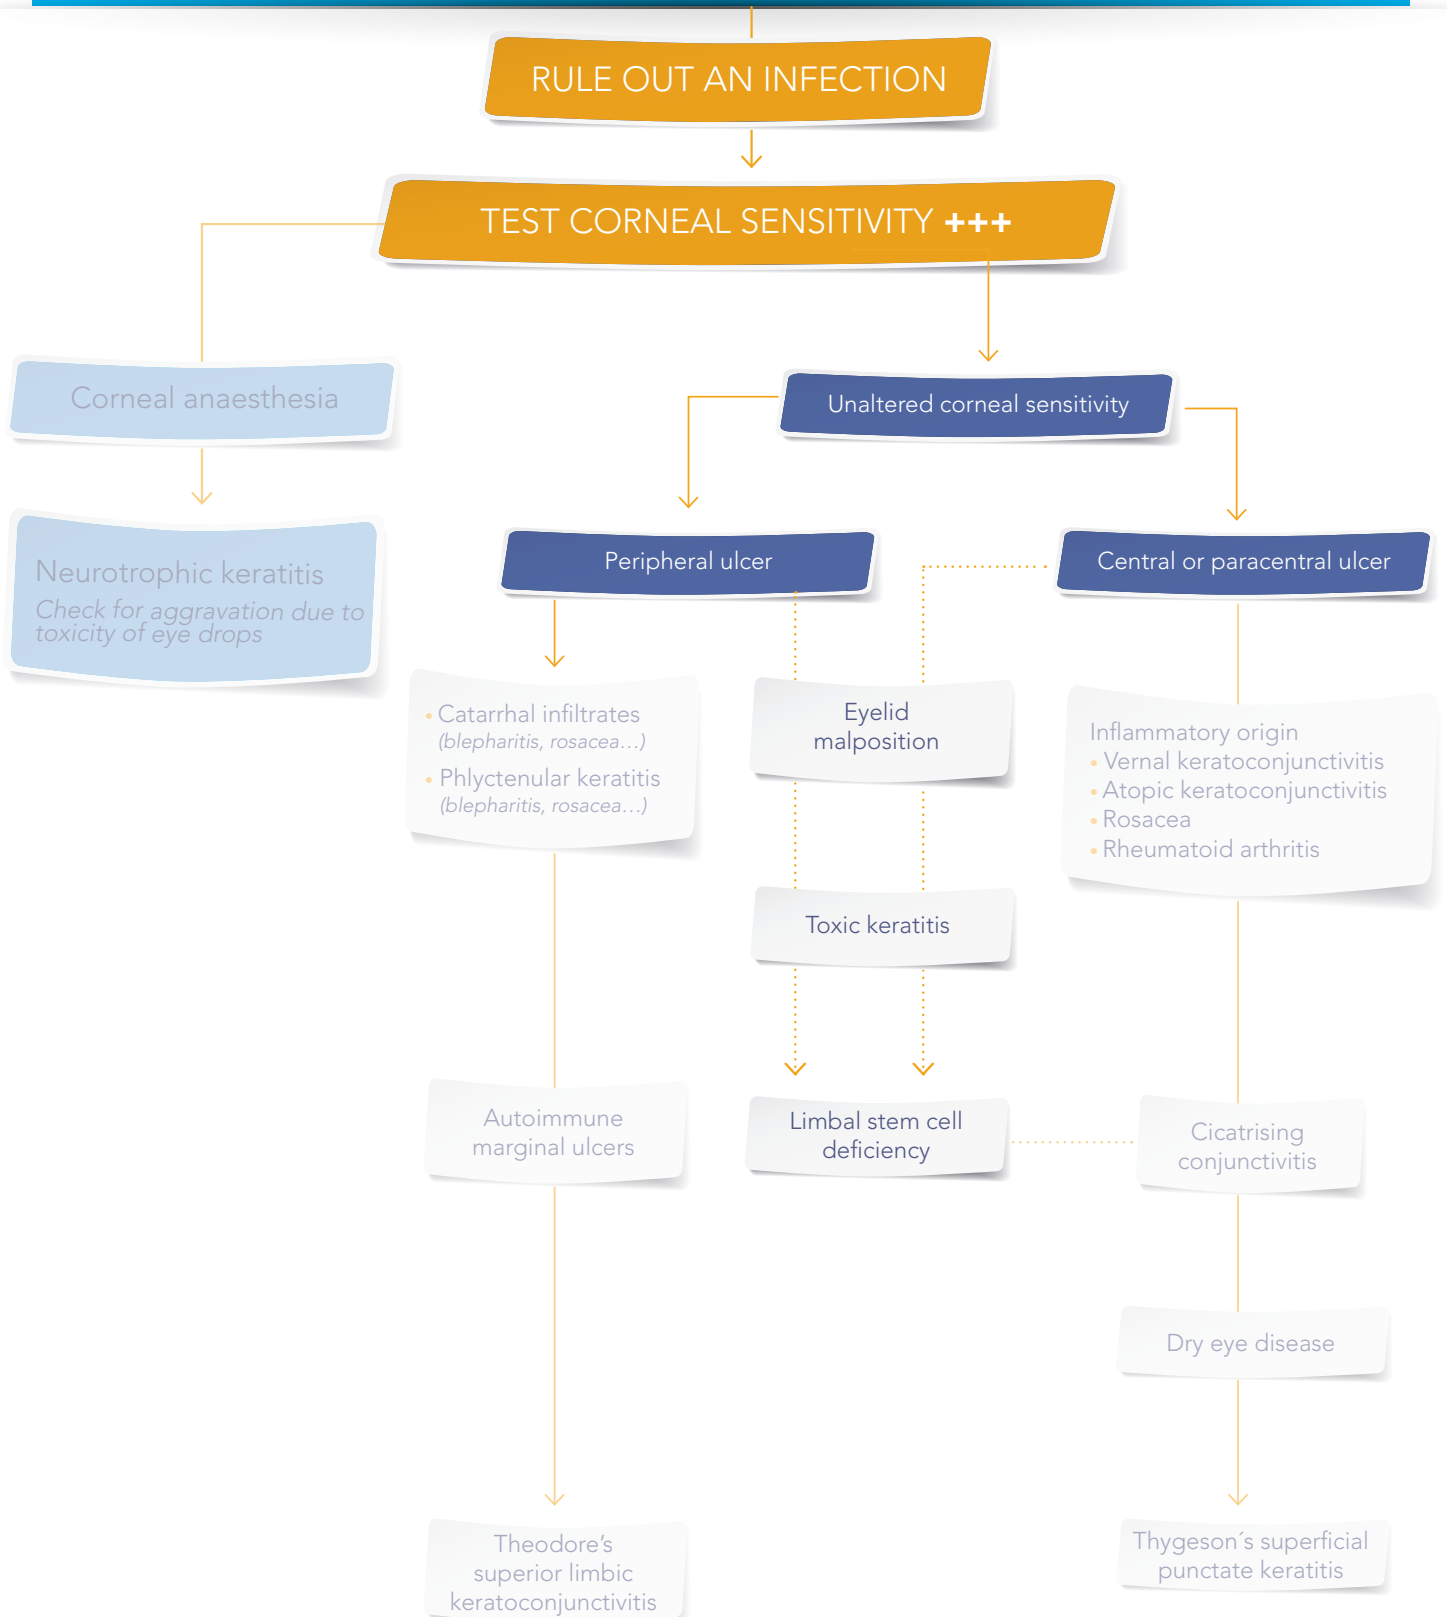 RULE OUT AN INFECTION
TEST CORNEAL SENSITIVITY +++
Corneal anaesthesia
Unaltered corneal sensitivity
Neurotrophic keratitis
Check for aggravation due to
toxicity of eye drops
Peripheral ulcer
Central or paracentral ulcer
• Catarrhal infiltrates
(blepharitis, rosacea…)
• Phlyctenular keratitis
(blepharitis, rosacea…)
Eyelid
malposition
Inflammatory origin
• Vernal keratoconjunctivitis
• Atopic keratoconjunctivitis
• Rosacea
• Rheumatoid arthritis
Toxic keratitis
Autoimmune
marginal ulcers
Limbal stem cell
deficiency
Cicatrising
conjunctivitis
Dry eye disease
Theodore’s
superior limbic
keratoconjunctivitis
Thygeson´s superficial
punctate keratitis